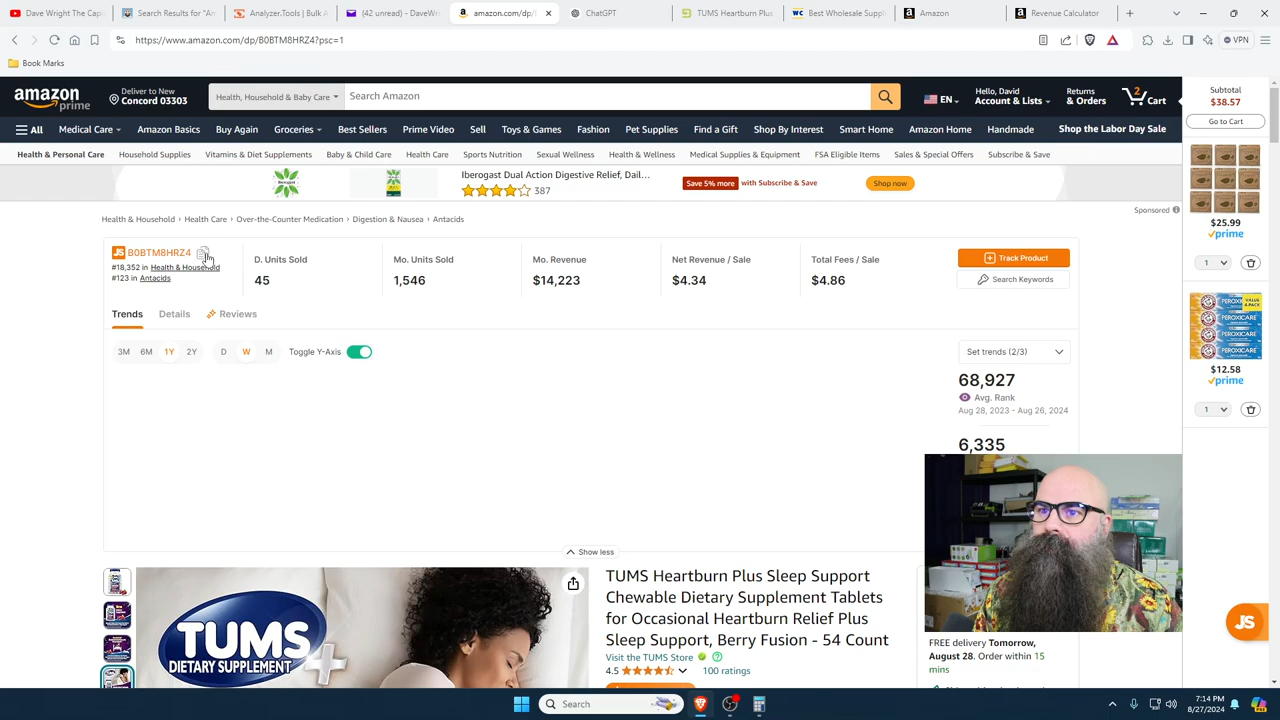 Dave Wright The Cap
Search Results for "An
Analyzer.Tools | Bulk A
(42 unread) - DaveWr
amazon.com/dp/
ChatGPT
TUMS Heartburn Plus
Best Wholesale Suppl
Amazon
Revenue Calculator
https://www.amazon.com/dp/B0BTM8HRZ4?psc=1
VPN
Book Marks
amazon prime
Deliver to New
Concord 03303
Health, Household & Baby Care
Search Amazon
EN
Hello, David
Account & Lists
Returns
& Orders
2
Cart
All
Medical Care
Amazon Basics
Buy Again
Groceries
Best Sellers
Prime Video
Sell
Toys & Games
Fashion
Pet Supplies
Find a Gift
Shop By Interest
Smart Home
Amazon Home
Handmade
Shop the Labor Day Sale
Health & Personal Care
Household Supplies
Vitamins & Diet Supplements
Baby & Child Care
Health Care
Sports Nutrition
Sexual Wellness
Health & Wellness
Medical Supplies & Equipment
FSA Eligible Items
Sales & Special Offers
Subscribe & Save
Iberogast Dual Action Digestive Relief, Dail...
387
Save 5% more with Subscribe & Save
Shop now
Sponsored
Health & Household › Health Care › Over-the-Counter Medication › Digestion & Nausea › Antacids
JS B0BTM8HRZ4
#18,352 in Health & Household
#123 in Antacids
D. Units Sold
45
Mo. Units Sold
1,546
Mo. Revenue
$14,223
Net Revenue / Sale
$4.34
Total Fees / Sale
$4.86
Track Product
Search Keywords
Trends
Details
Reviews
3M 6M 1Y 2Y
D W M
Toggle Y-Axis
Set trends (2/3)
68,927
Avg. Rank
Aug 28, 2023 - Aug 26, 2024
6,335
Show less
TUMS
DIETARY SUPPLEMENT
TUMS Heartburn Plus Sleep Support
Chewable Dietary Supplement Tablets
for Occasional Heartburn Relief Plus
Sleep Support, Berry Fusion - 54 Count
Visit the TUMS Store
4.5
100 ratings
FREE delivery Tomorrow,
August 28. Order within 15
mins
Subtotal
$38.57
Go to Cart
$25.99
prime
1
PEROXICARE
$12.58
prime
1
JS
Search
7:14 PM
8/27/2024